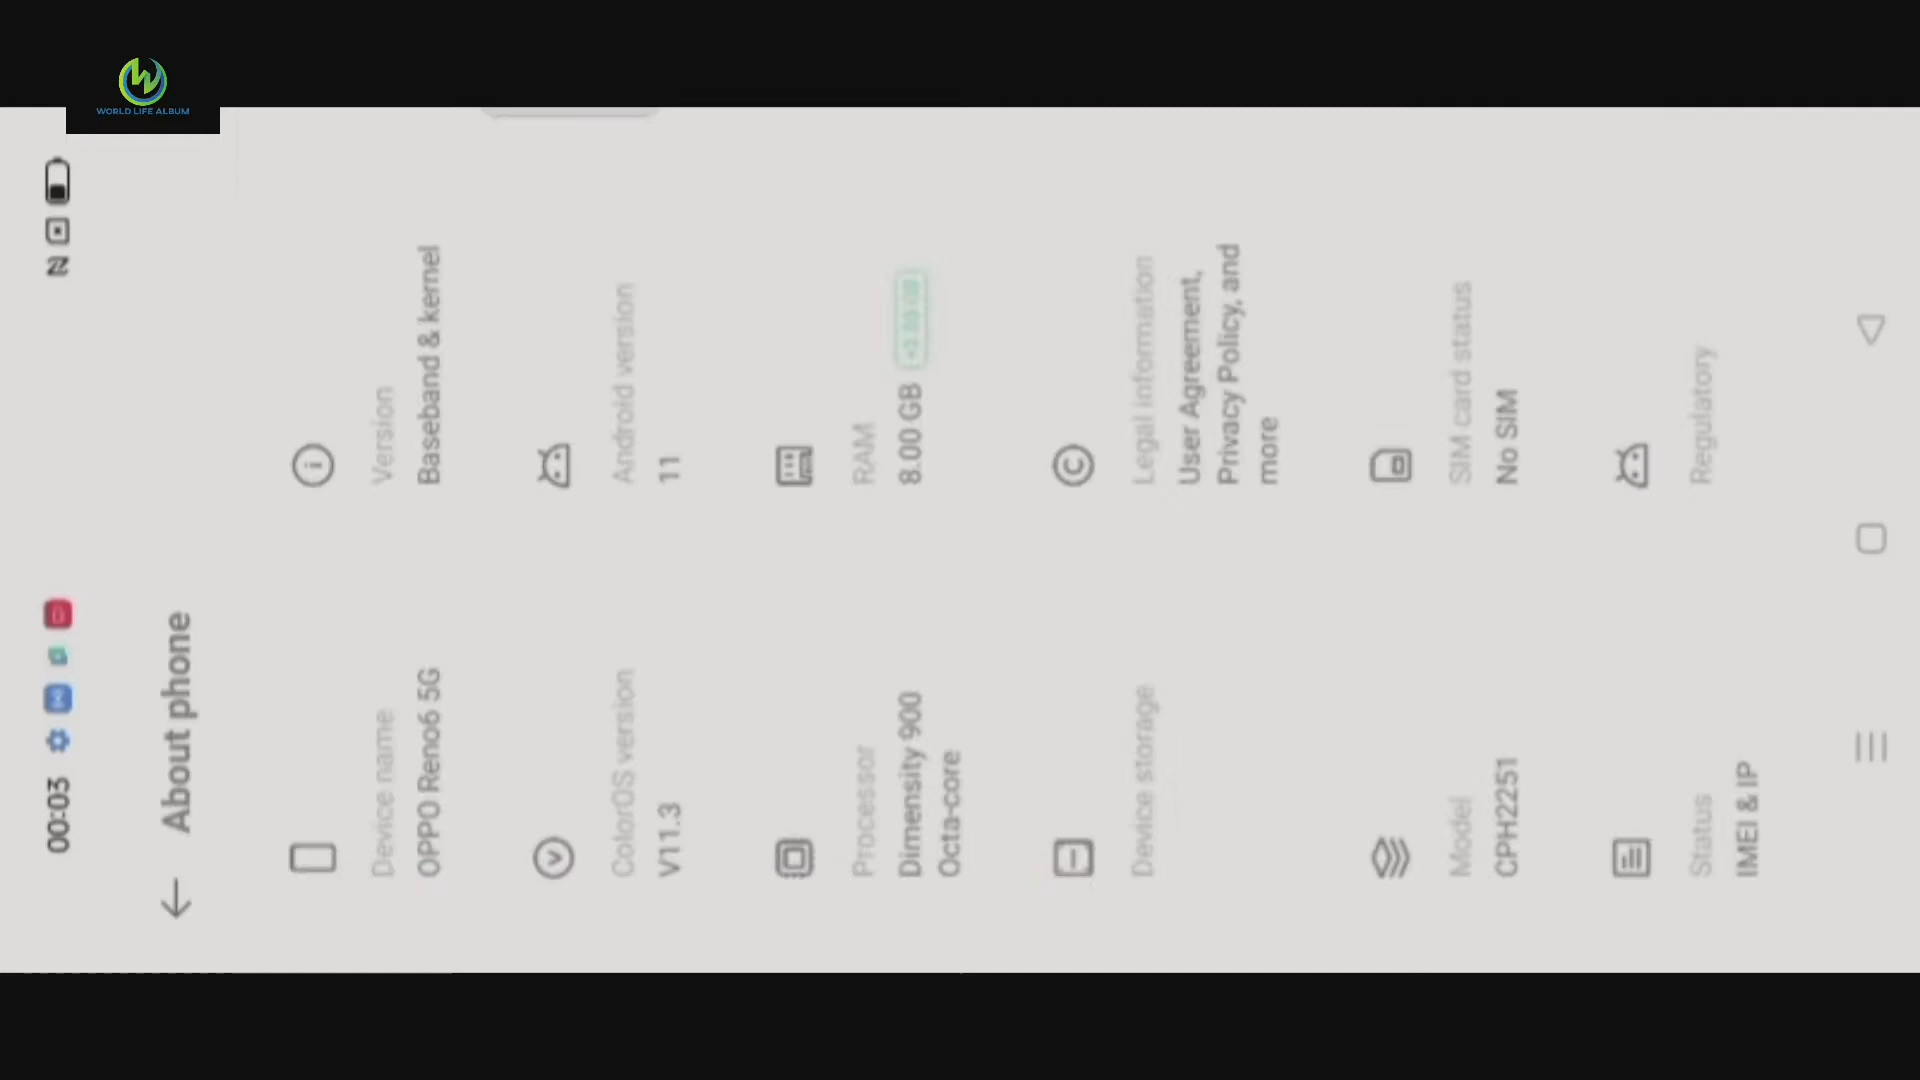 WORLD LIFE ALBUM
00:03
About phone
Device name
OPPO Reno6 5G
Version
Baseband & kernel
ColorOS version
V11.3
Android version
11
Processor
Dimensity 900
Octa-core
RAM
8.00 GB
Device storage
Legal information
User Agreement,
Privacy Policy, and
more
Model
CPH2251
SIM card status
No SIM
Status
IMEI & IP
Regulatory